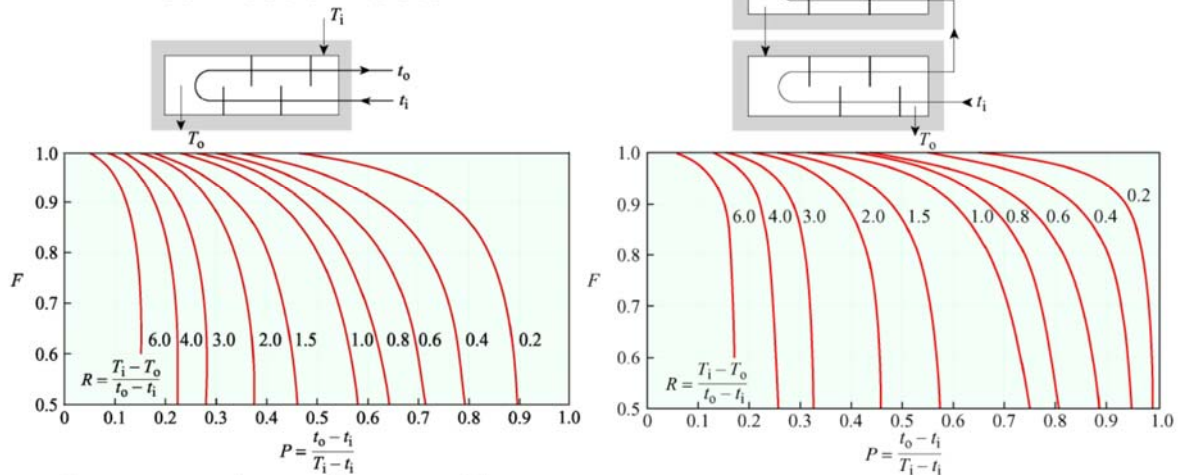 T_i
t_o
t_i
T_o
1.0
0.9
0.8
0.7
0.6
0.5
F
6.0 4.0 3.0 2.0 1.5 1.0 0.8 0.6 0.4 0.2
R = (T_i − T_o)/(t_o − t_i)
0 0.1 0.2 0.3 0.4 0.5 0.6 0.7 0.8 0.9 1.0
P = (t_o − t_i)/(T_i − t_i)
t_i
T_o
1.0
0.9
0.8
0.7
0.6
0.5
F
0.2
6.0 4.0 3.0 2.0 1.5 1.0 0.8 0.6 0.4
R = (T_i − T_o)/(t_o − t_i)
0 0.1 0.2 0.3 0.4 0.5 0.6 0.7 0.8 0.9 1.0
P = (t_o − t_i)/(T_i − t_i)